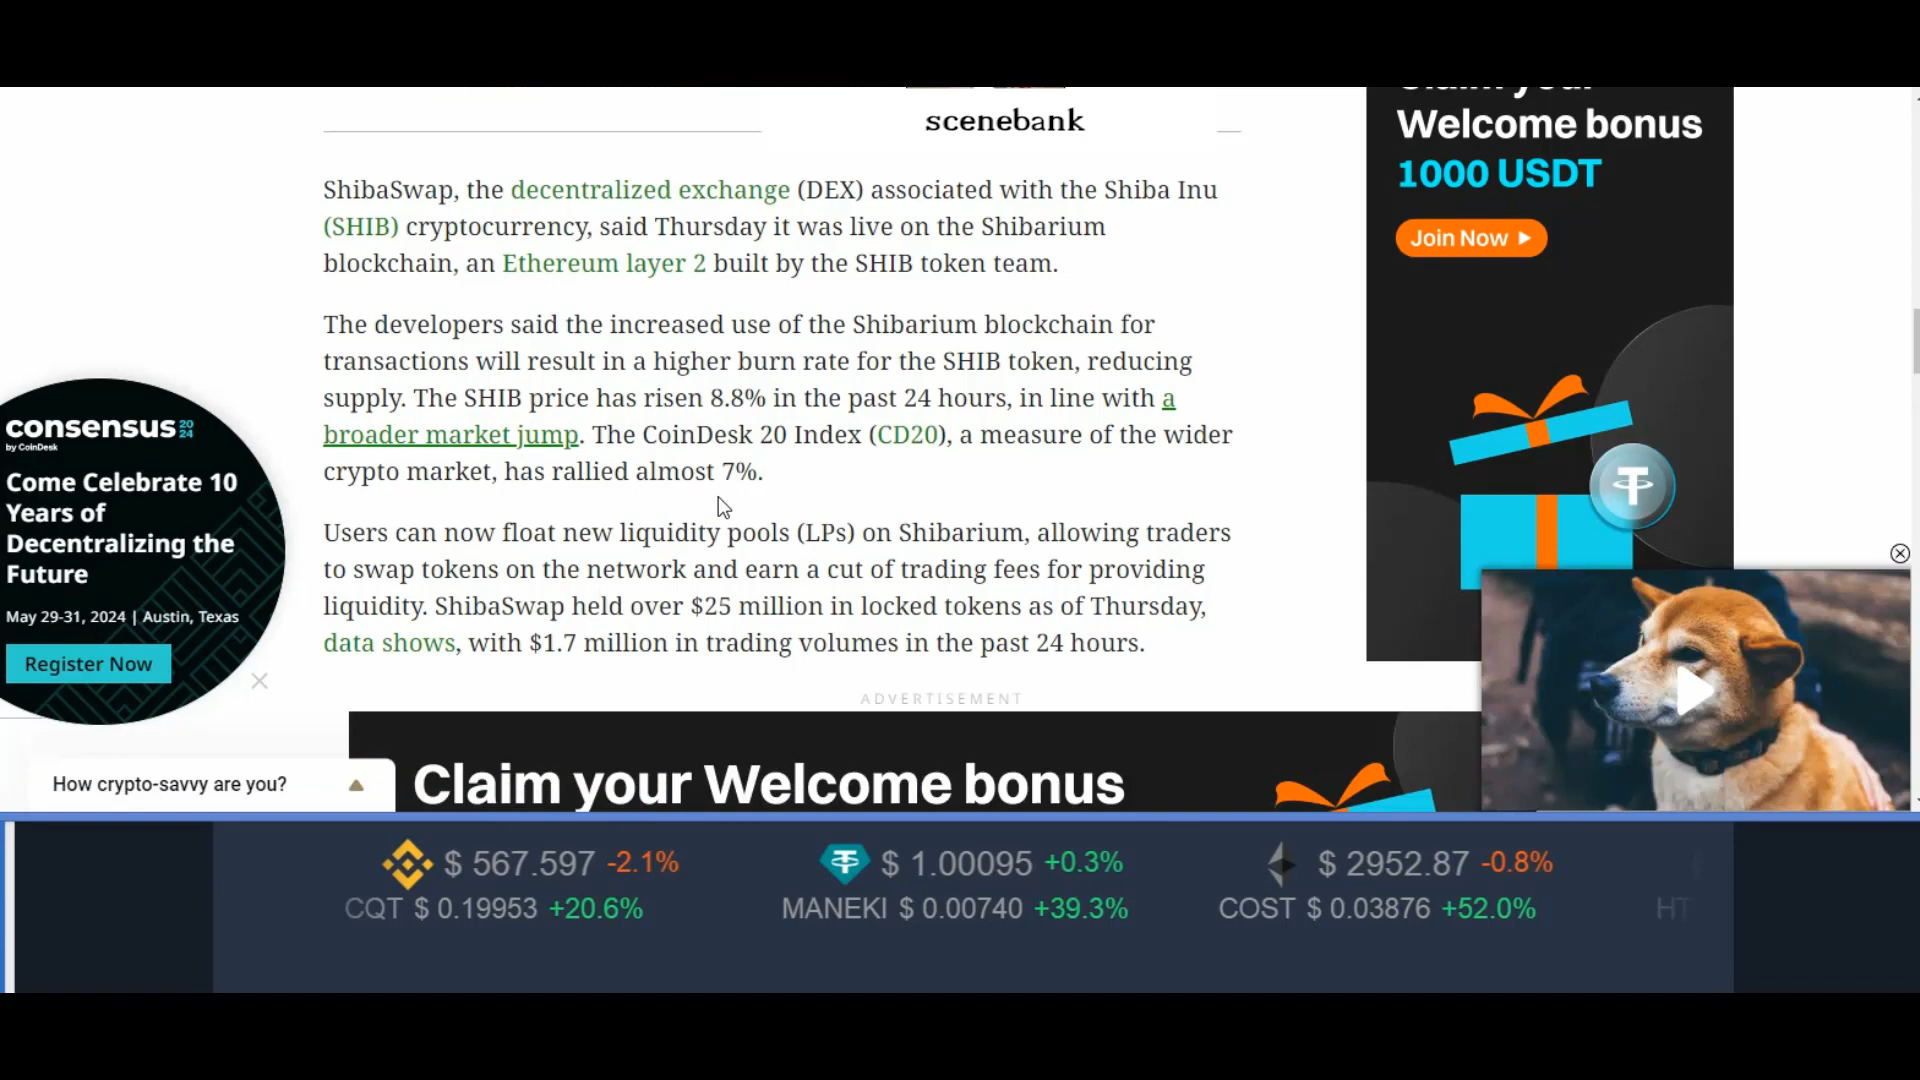 scenebank
ShibaSwap, the decentralized exchange (DEX) associated with the Shiba Inu
(SHIB) cryptocurrency, said Thursday it was live on the Shibarium
blockchain, an Ethereum layer 2 built by the SHIB token team.
The developers said the increased use of the Shibarium blockchain for
transactions will result in a higher burn rate for the SHIB token, reducing
supply. The SHIB price has risen 8.8% in the past 24 hours, in line with a
broader market jump. The CoinDesk 20 Index (CD20), a measure of the wider
crypto market, has rallied almost 7%.
Users can now float new liquidity pools (LPs) on Shibarium, allowing traders
to swap tokens on the network and earn a cut of trading fees for providing
liquidity. ShibaSwap held over $25 million in locked tokens as of Thursday,
data shows, with $1.7 million in trading volumes in the past 24 hours.
ADVERTISEMENT
Claim your Welcome bonus
consensus 2024
by CoinDesk
Come Celebrate 10
Years of
Decentralizing the
Future
May 29-31, 2024 | Austin, Texas
Register Now
How crypto-savvy are you?
Claim your
Welcome bonus
1000 USDT
Join Now
$ 567.597 -2.1%
CQT $ 0.19953 +20.6%
$ 1.00095 +0.3%
MANEKI $ 0.00740 +39.3%
$ 2952.87 -0.8%
COST $ 0.03876 +52.0%
HT